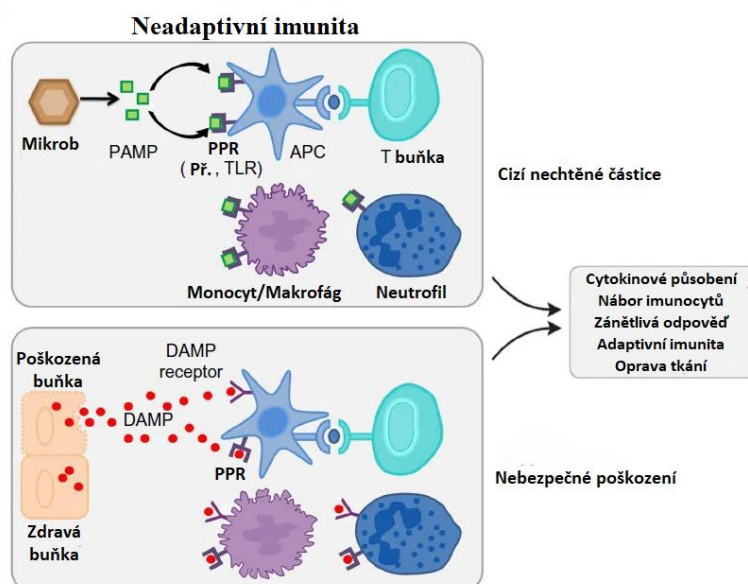 Neadaptivní imunita
Mikrob
PAMP
PPR
( Př. , TLR)
APC
T buňka
Monocyt/Makrofág
Neutrofil
Cizí nechtěné částice
Cytokinové působení
Nábor imunocytů
Zánětlivá odpověď
Adaptivní imunita
Oprava tkání
Poškozená
buňka
DAMP
receptor
DAMP
PPR
Zdravá
buňka
Nebezpečné poškození